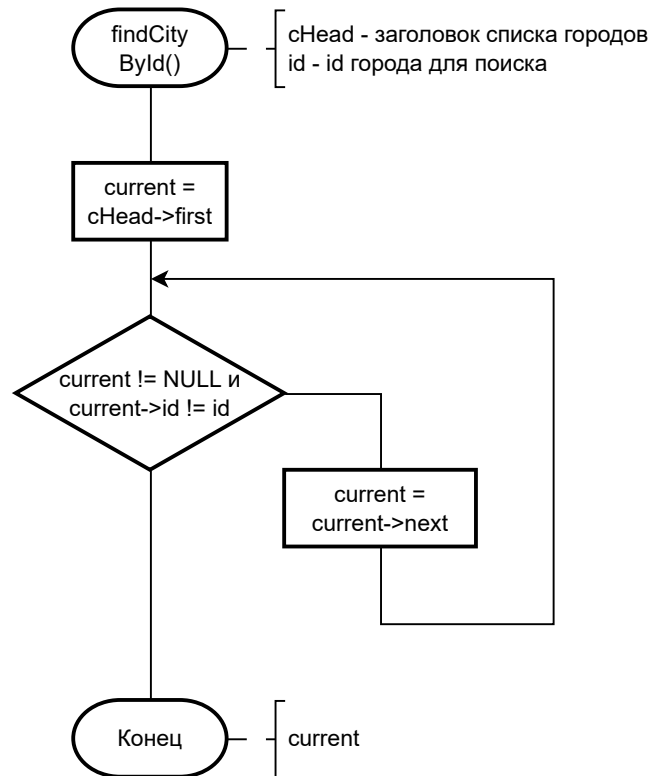 findCity
ById()
cHead - заголовок списка городов
id - id города для поиска
current =
cHead->first
current != NULL и
current->id != id
current =
current->next
Конец
current